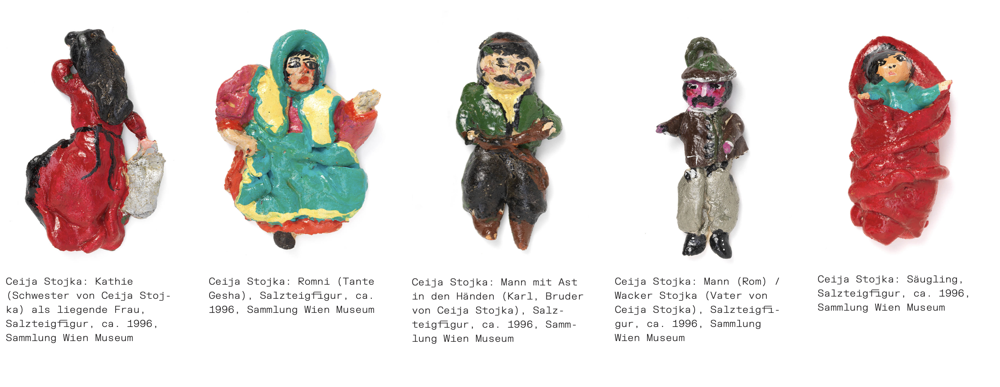 Ceija Stojka: Kathie
(Schwester von Ceija Stoj-
ka) als liegende Frau,
Salzteigfigur, ca. 1996,
Sammlung Wien Museum
Ceija Stojka: Romni (Tante
Gesha), Salzteigfigur, ca.
1996, Sammlung Wien Museum
Ceija Stojka: Mann mit Ast
in den Händen (Karl, Bruder
von Ceija Stojka), Salz-
teigfigur, ca. 1996, Samm-
lung Wien Museum
Ceija Stojka: Mann (Rom) /
Wacker Stojka (Vater von
Ceija Stojka), Salzteigfi-
gur, ca. 1996, Sammlung
Wien Museum
Ceija Stojka: Säugling,
Salzteigfigur, ca. 1996,
Sammlung Wien Museum